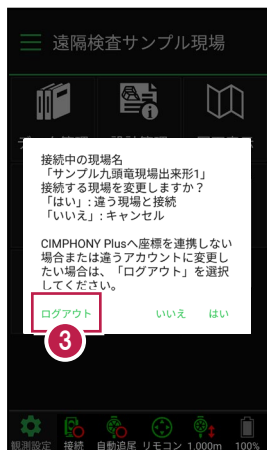 遠隔検査サンプル現場
接続中の現場名
「サンプル九頭竜現場出来形1」
接続する現場を変更しますか？
「はい」: 違う現場と接続
「いいえ」: キャンセル
CIMPHONY Plusへ座標を連携しない
場合または違うアカウントに変更し
たい場合は、「ログアウト」を選択
してください。
ログアウト いいえ はい
3
観測設定 接続 自動追尾 リモコン 1,000m 100%